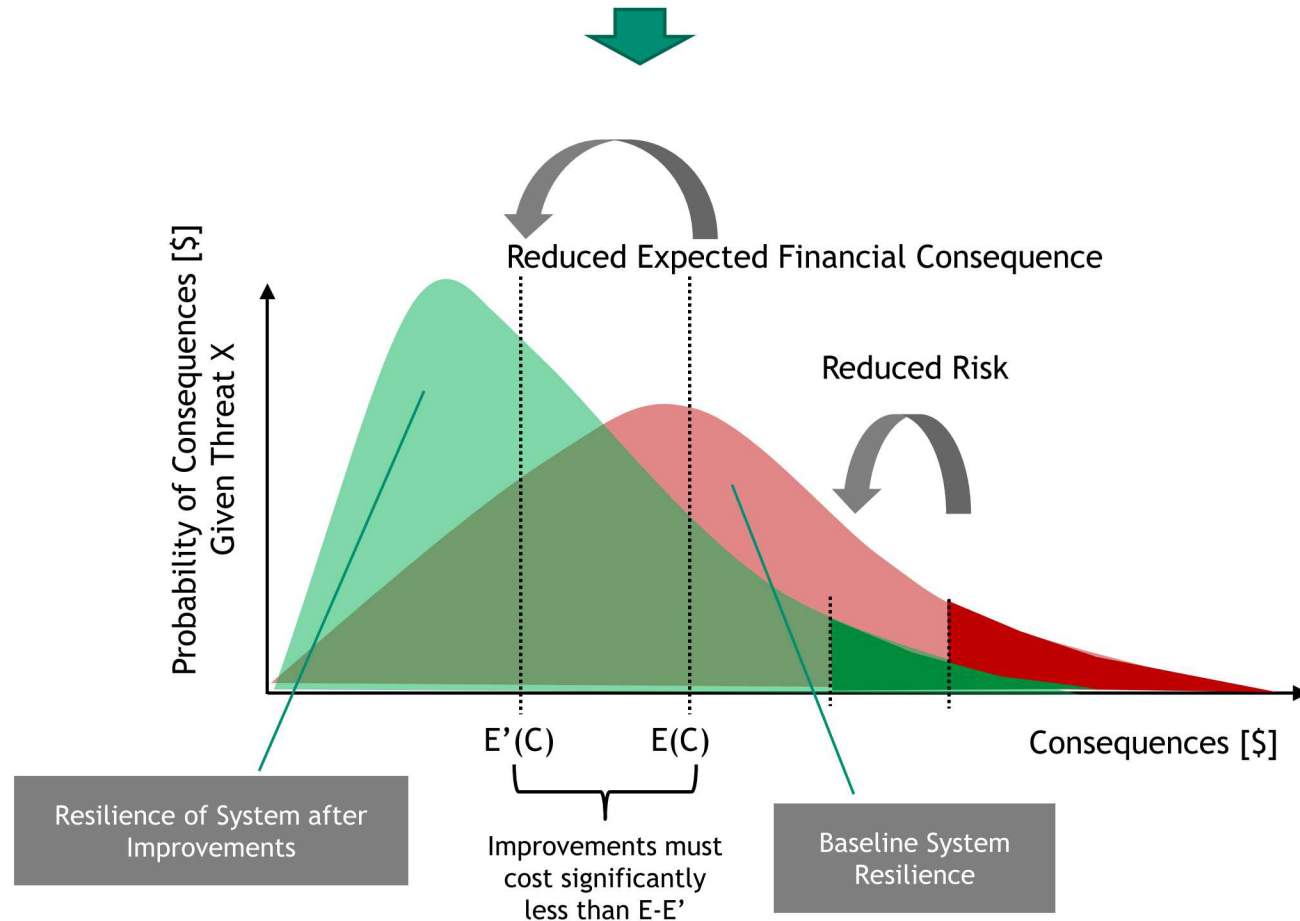 Reduced Expected Financial Consequence
Probability of Consequences [$]
Given Threat X
Reduced Risk
E’(C)
E(C)
Consequences [$]
Resilience of System after
Improvements
Improvements must
cost significantly
less than E-E’
Baseline System
Resilience